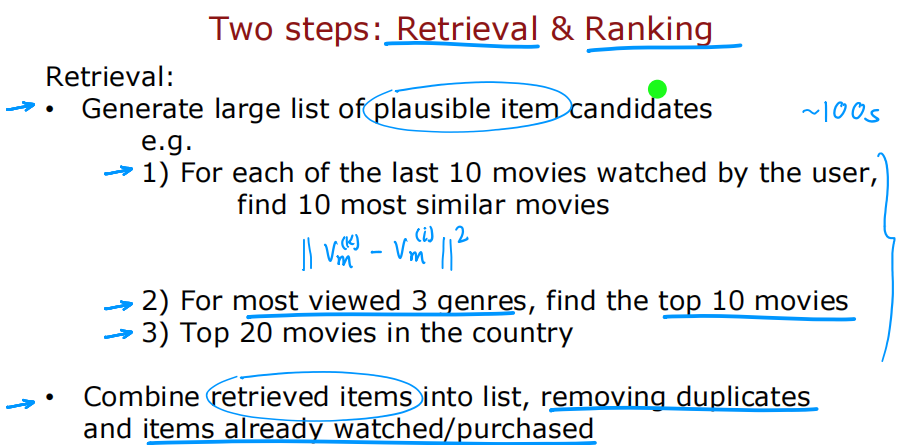 Two steps: Retrieval & Ranking
Retrieval:
• Generate large list of plausible item candidates ~100s
e.g.
1) For each of the last 10 movies watched by the user,
find 10 most similar movies
|| v_m^(k) - v_m^(i) ||^2
2) For most viewed 3 genres, find the top 10 movies
3) Top 20 movies in the country
• Combine retrieved items into list, removing duplicates
and items already watched/purchased